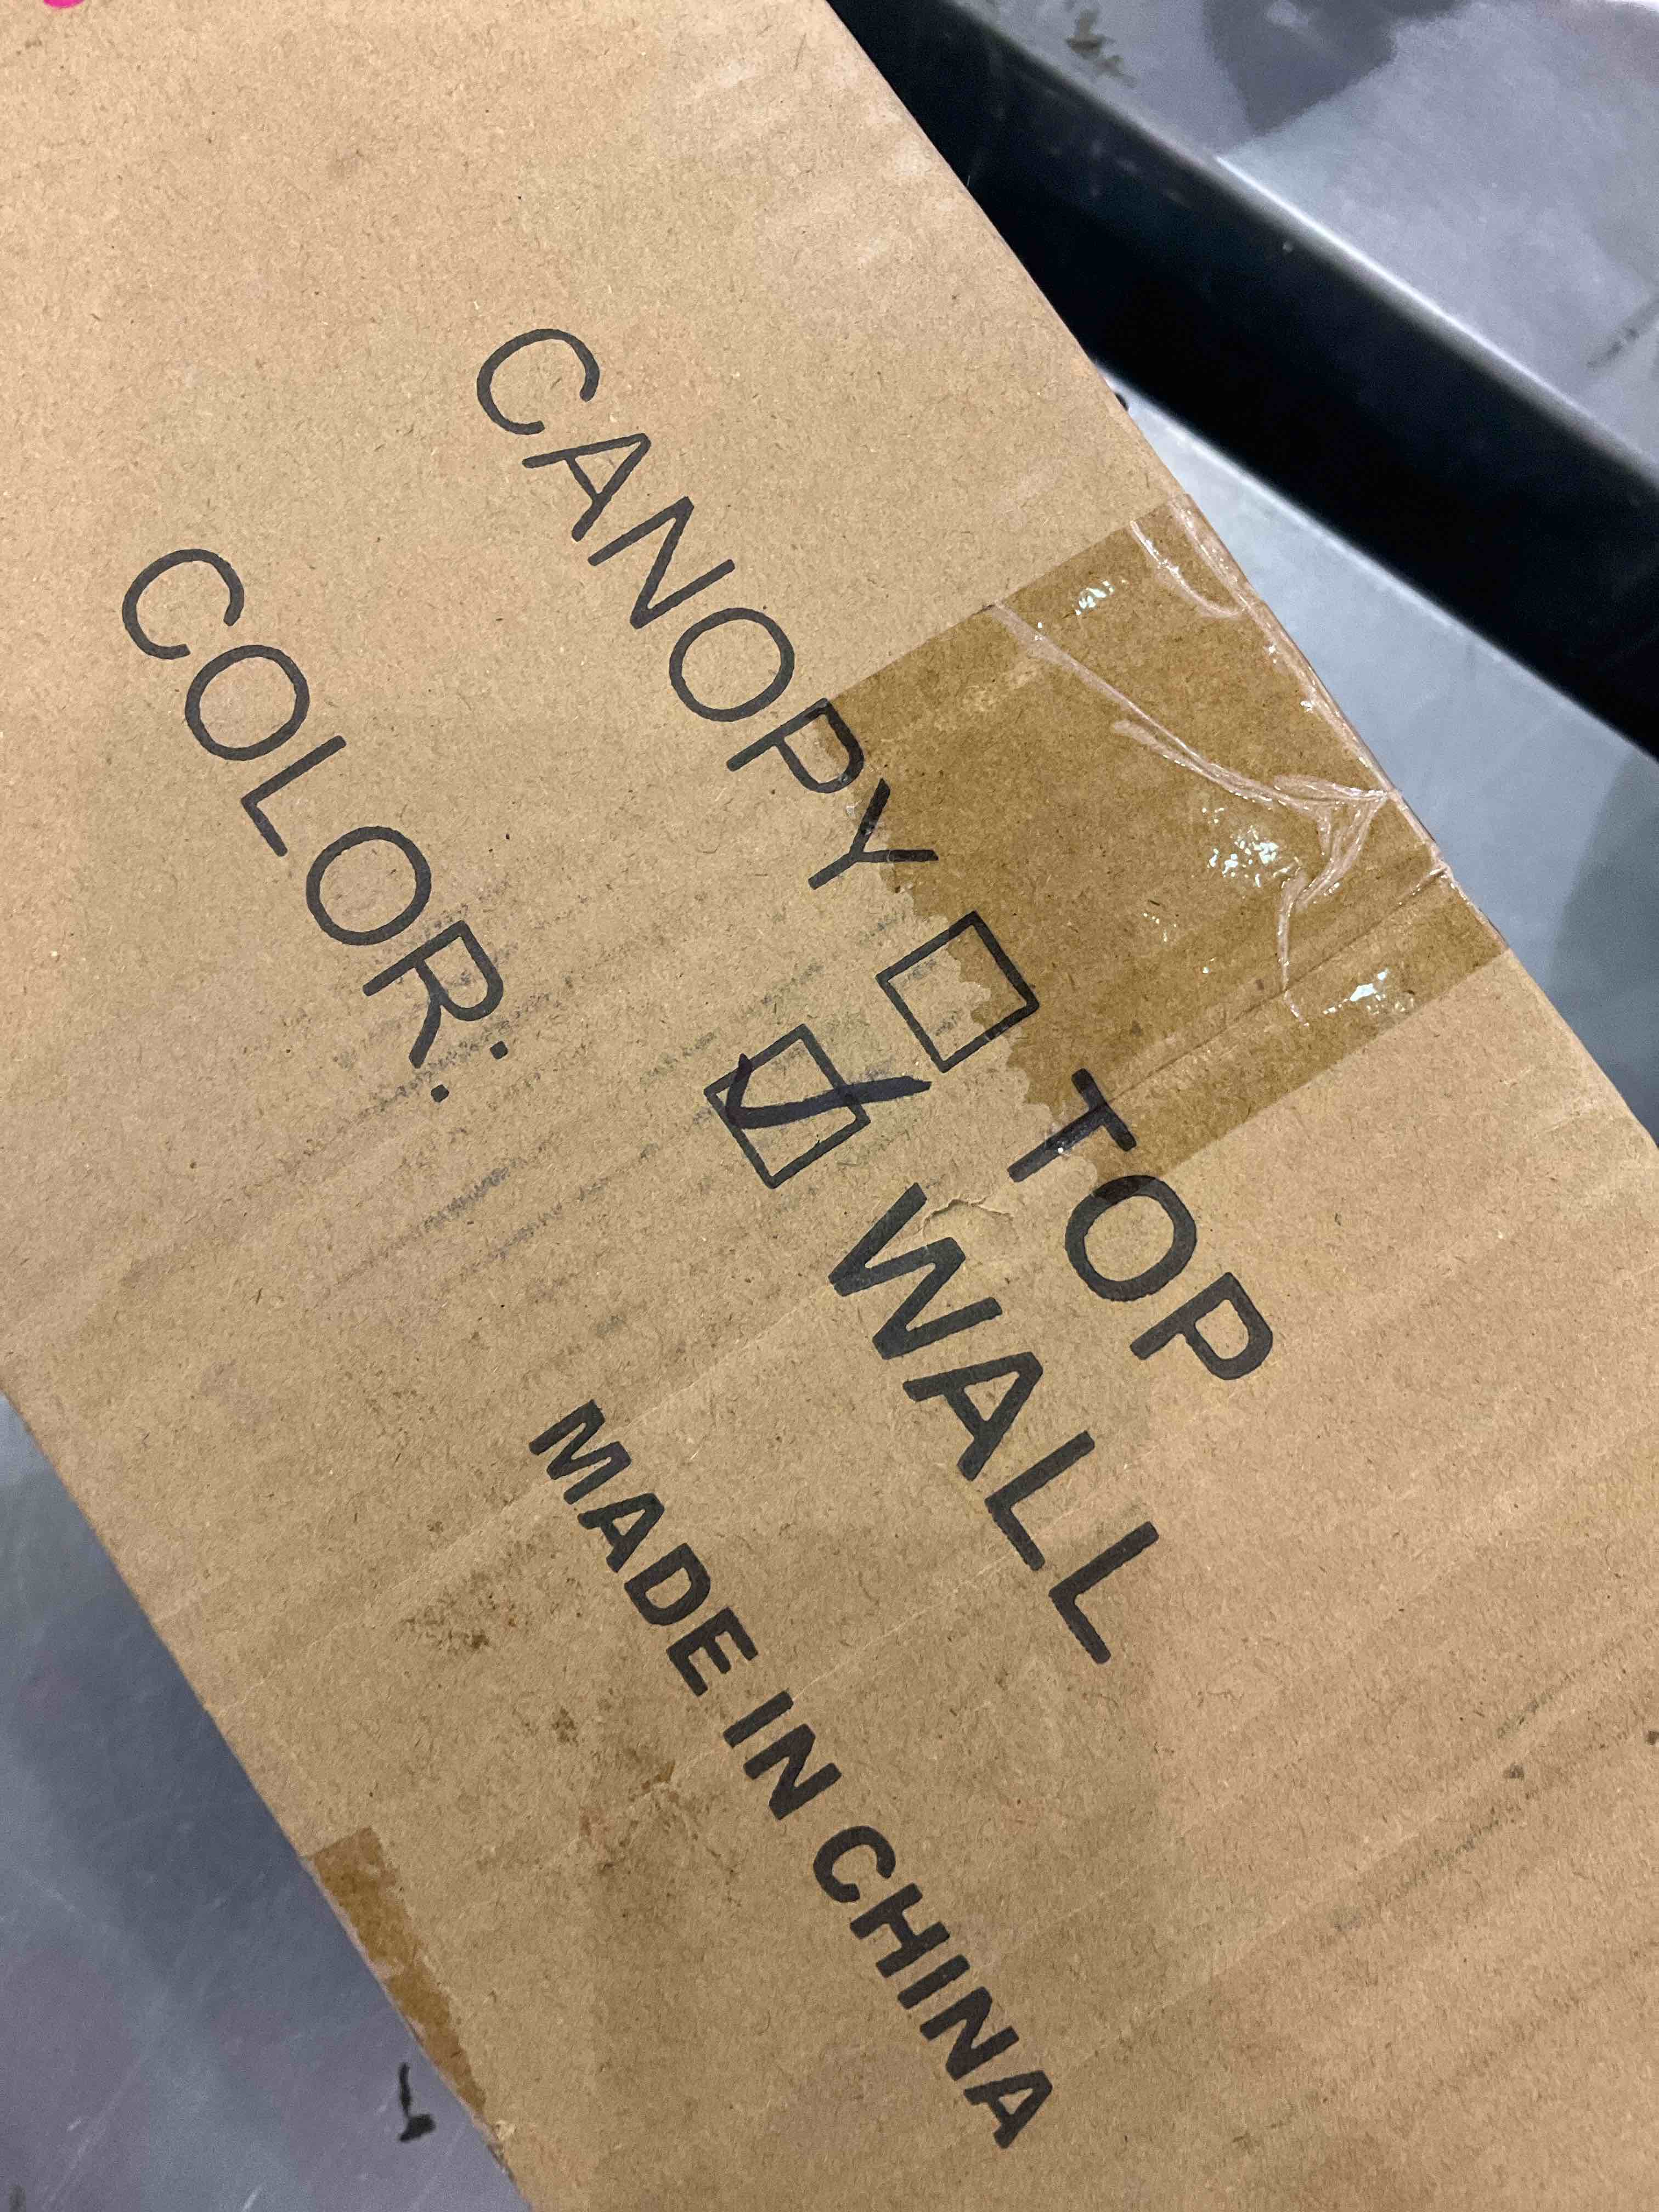 CANOPY ☐ TOP
☑ WALL
COLOR:
MADE IN CHINA